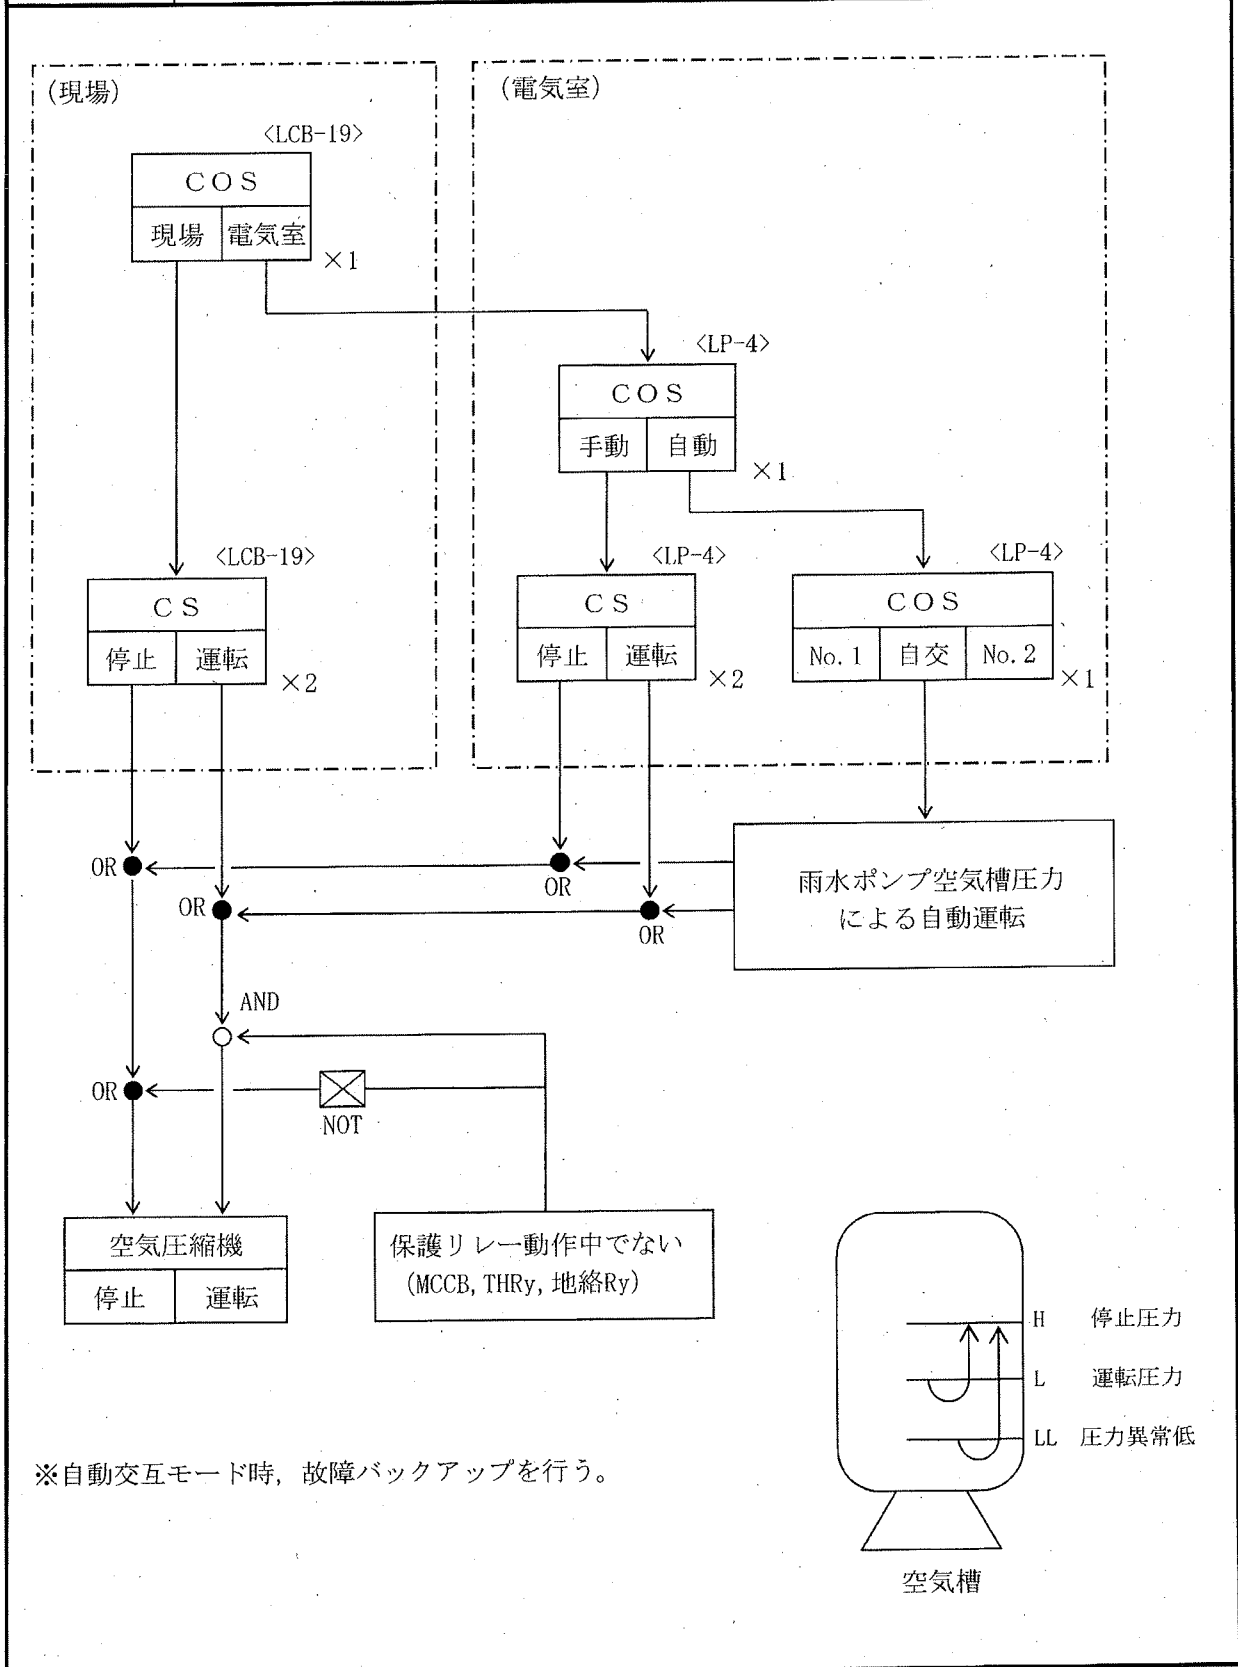 (現場)
(電気室)
<LCB-19>
COS
現場 電気室
×1
<LP-4>
COS
手動 自動
×1
<LCB-19>
CS
停止 運転
×2
<LP-4>
CS
停止 運転
×2
<LP-4>
COS
No.1 自交 No.2
×1
OR
OR
OR
OR
雨水ポンプ空気槽圧力
による自動運転
AND
OR
NOT
空気圧縮機
停止 運転
保護リレー動作中でない
(MCCB,THRy,地絡Ry)
H 停止圧力
L 運転圧力
LL 圧力異常低
空気槽
※自動交互モード時,故障バックアップを行う。